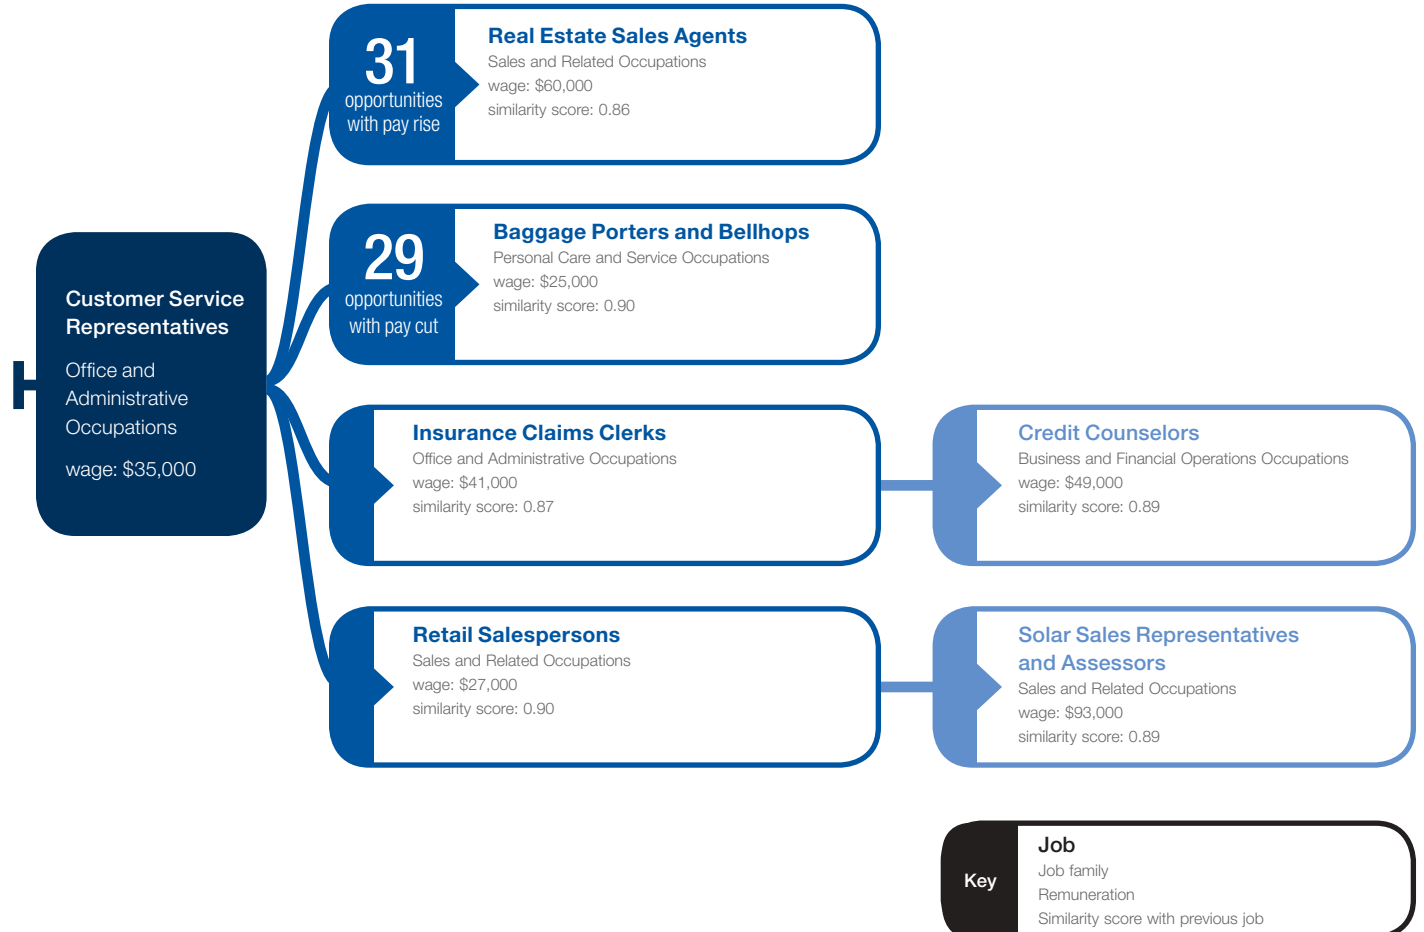 Customer Service
Representatives
Office and
Administrative
Occupations
wage: $35,000
31
opportunities
with pay rise
Real Estate Sales Agents
Sales and Related Occupations
wage: $60,000
similarity score: 0.86
29
opportunities
with pay cut
Baggage Porters and Bellhops
Personal Care and Service Occupations
wage: $25,000
similarity score: 0.90
Insurance Claims Clerks
Office and Administrative Occupations
wage: $41,000
similarity score: 0.87
Credit Counselors
Business and Financial Operations Occupations
wage: $49,000
similarity score: 0.89
Retail Salespersons
Sales and Related Occupations
wage: $27,000
similarity score: 0.90
Solar Sales Representatives
and Assessors
Sales and Related Occupations
wage: $93,000
similarity score: 0.89
Key
Job
Job family
Remuneration
Similarity score with previous job